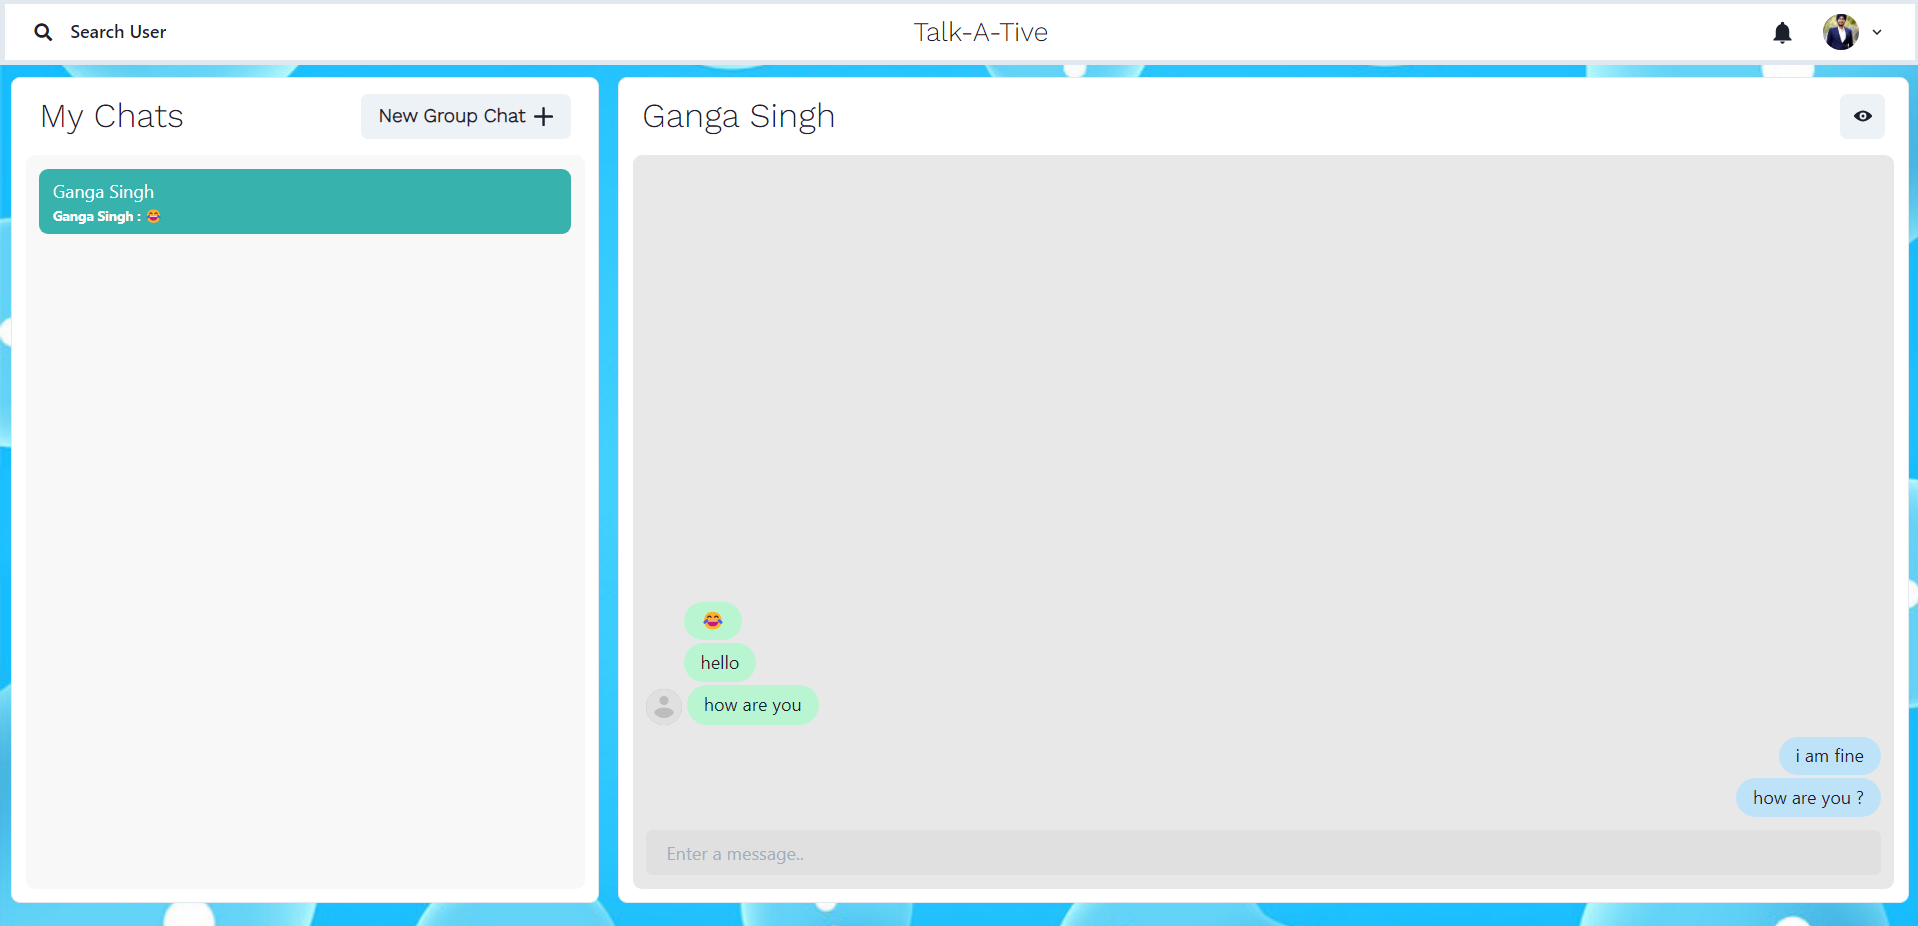 Search User
Talk-A-Tive
My Chats
New Group Chat
Ganga Singh
Ganga Singh : 😂
Ganga Singh
😂
hello
how are you
i am fine
how are you ?
Enter a message..